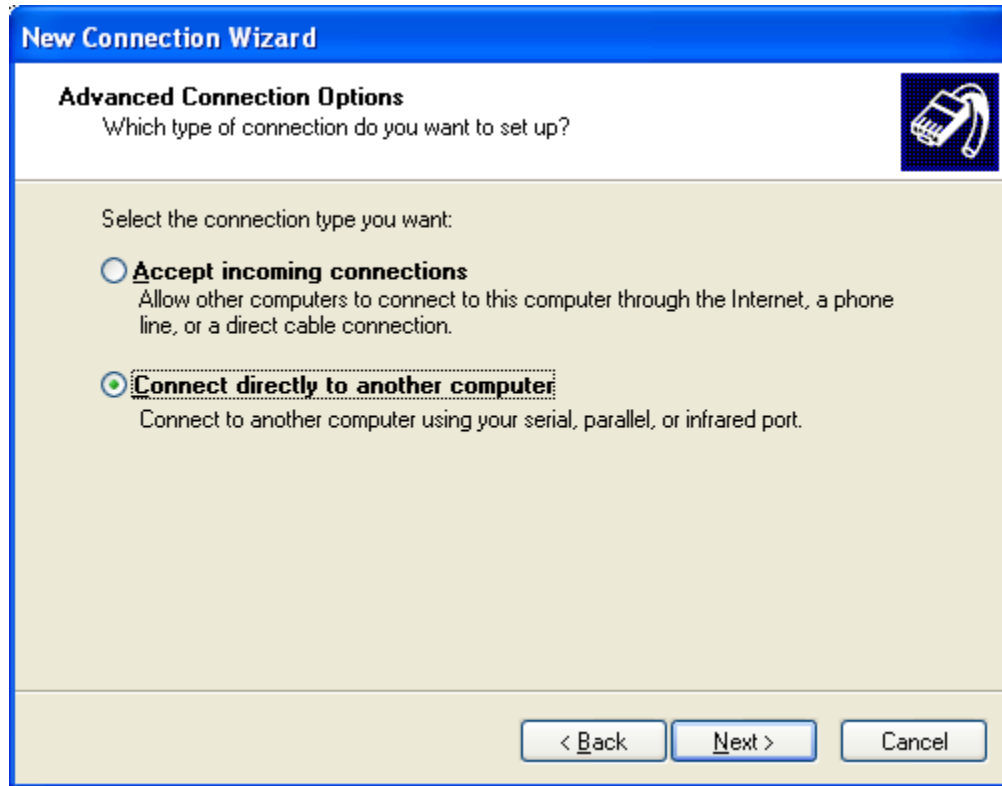 New Connection Wizard
Advanced Connection Options
Which type of connection do you want to set up?
Select the connection type you want:
Accept incoming connections
Allow other computers to connect to this computer through the Internet, a phone
line, or a direct cable connection.
Connect directly to another computer
Connect to another computer using your serial, parallel, or infrared port.
< Back Next > Cancel